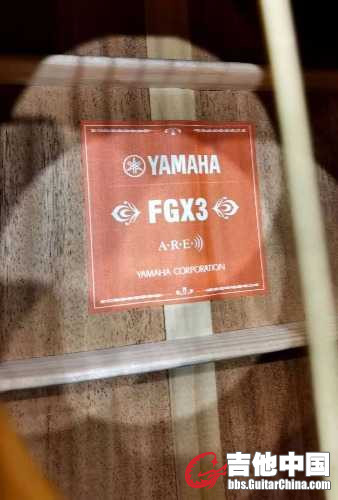 YAMAHA
FGX3
A·R·E
YAMAHA CORPORATION
吉他中国
bbs.GuitarChina.com